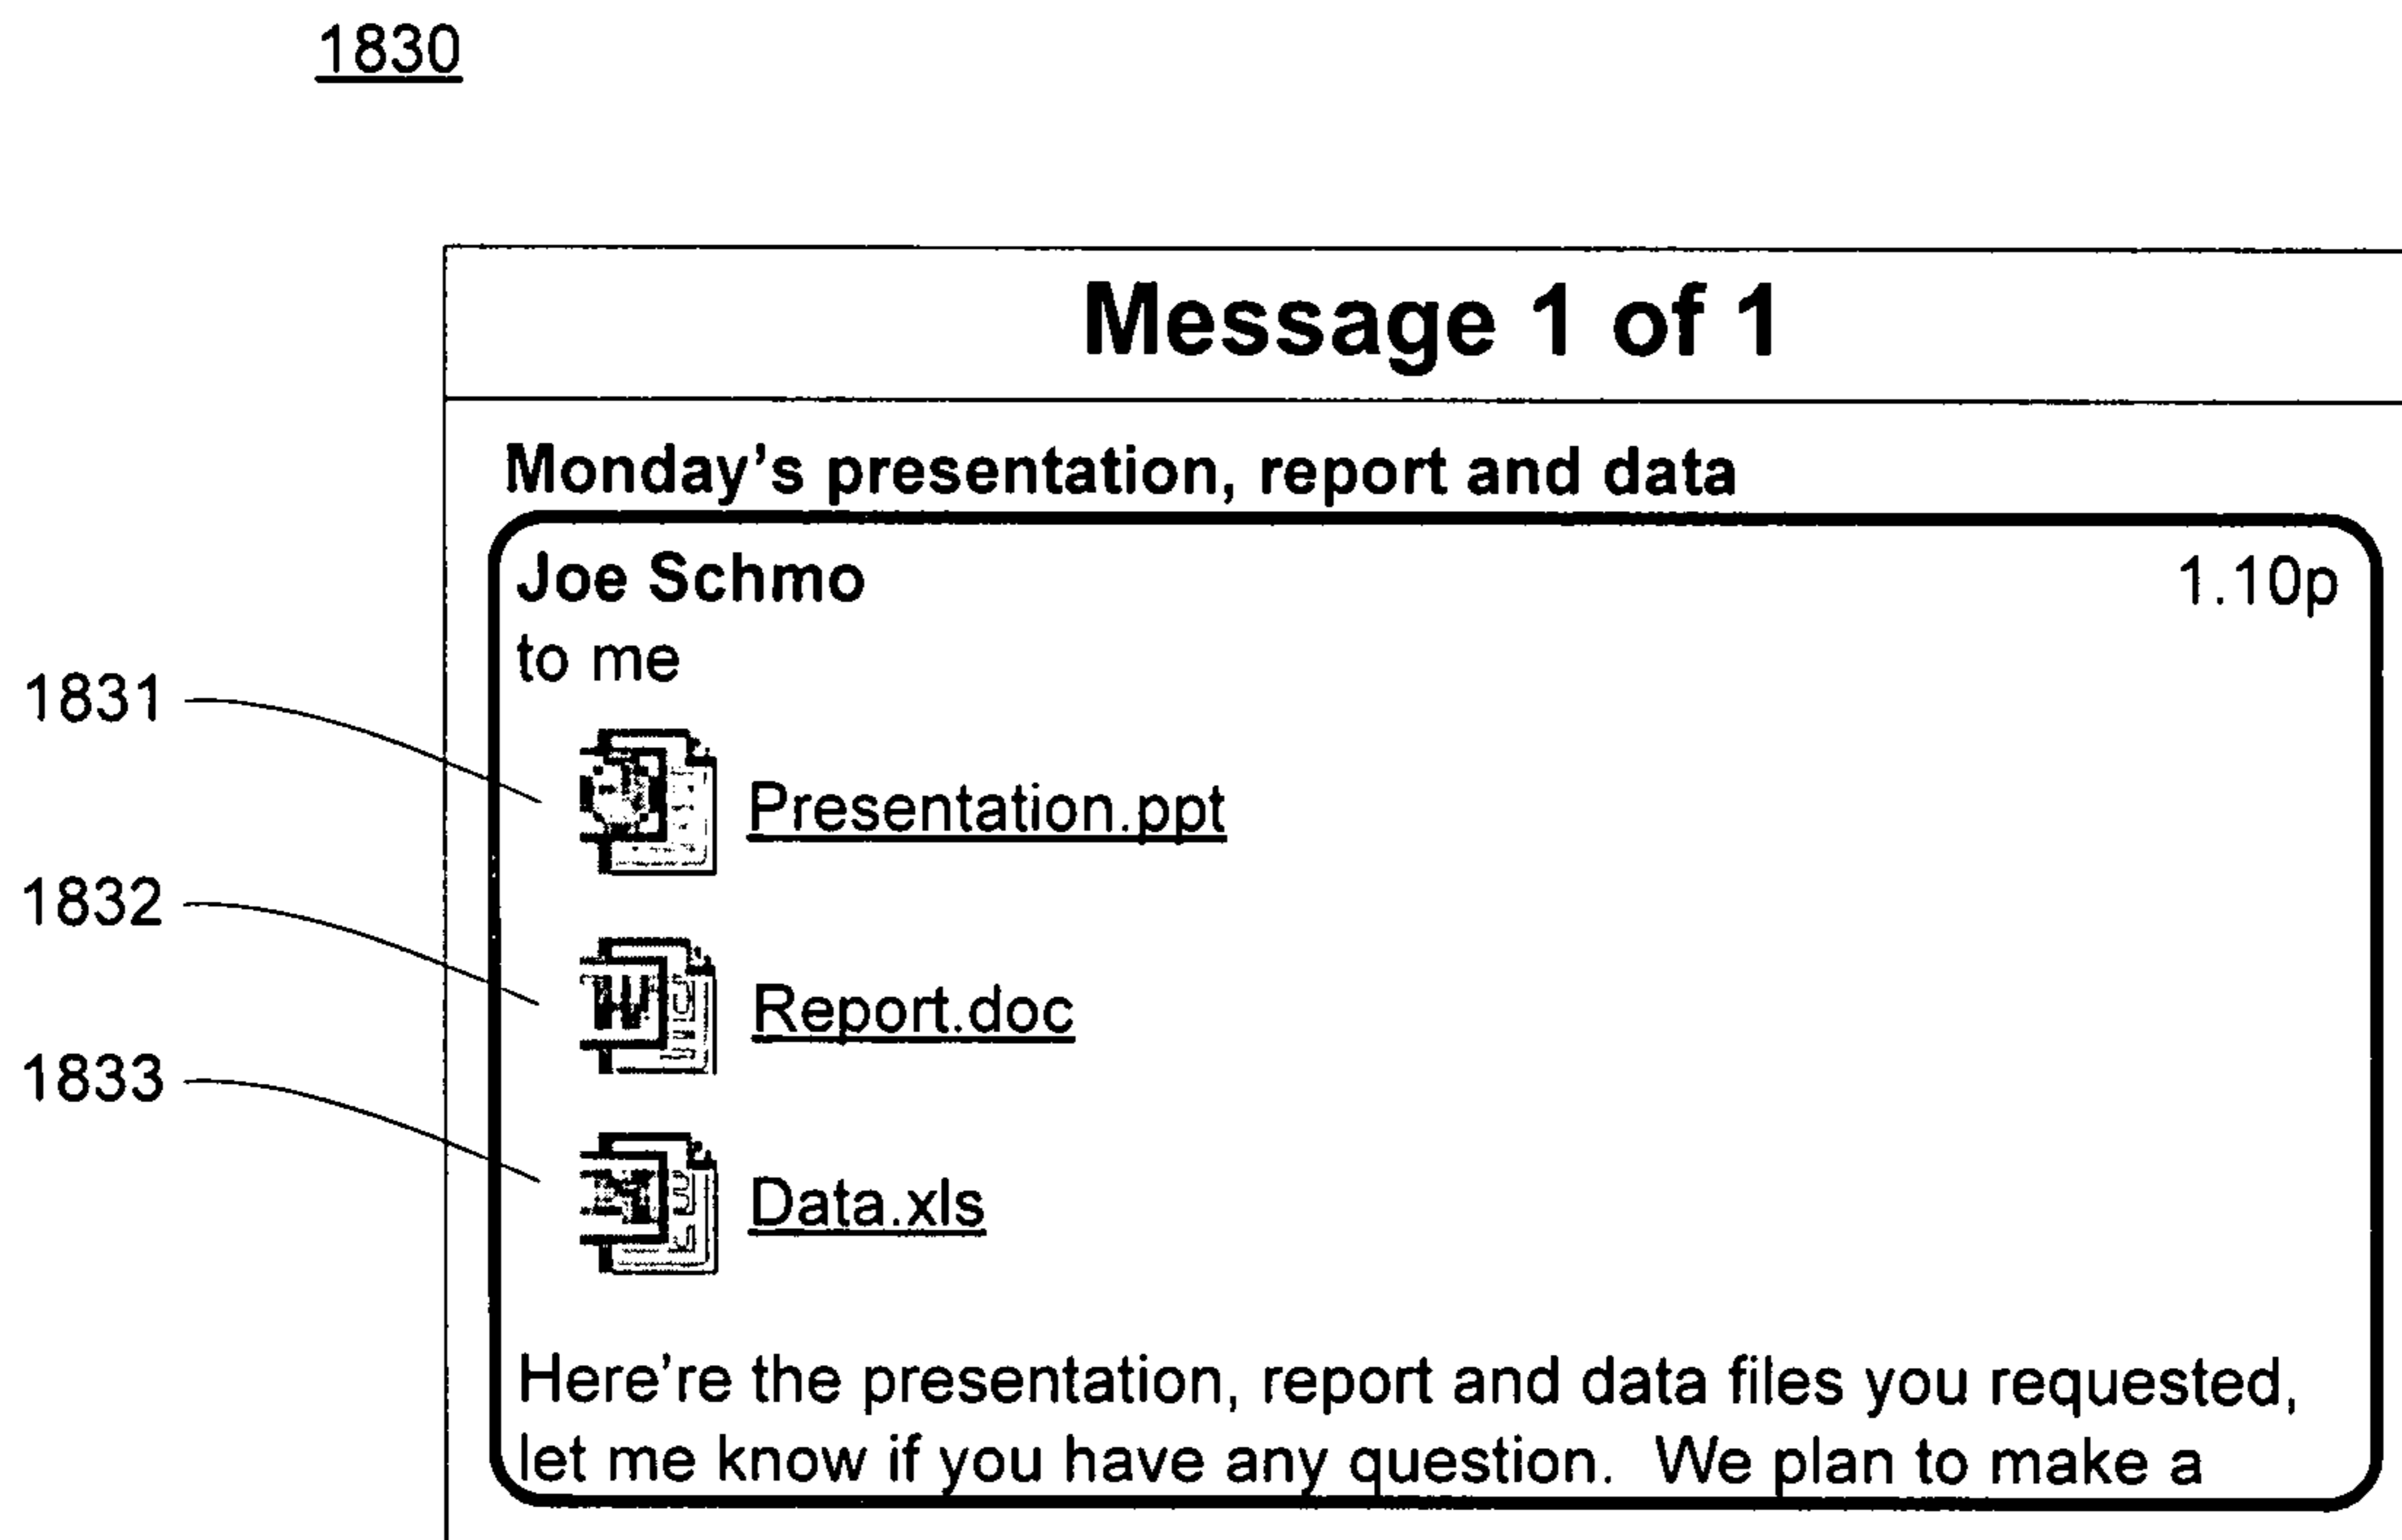 1830
Message 1 of 1
Monday's presentation, report and data
Joe Schmo 1.10p
to me
1831
Presentation.ppt
1832
Report.doc
1833
Data.xls
Here're the presentation, report and data files you requested,
let me know if you have any question. We plan to make a